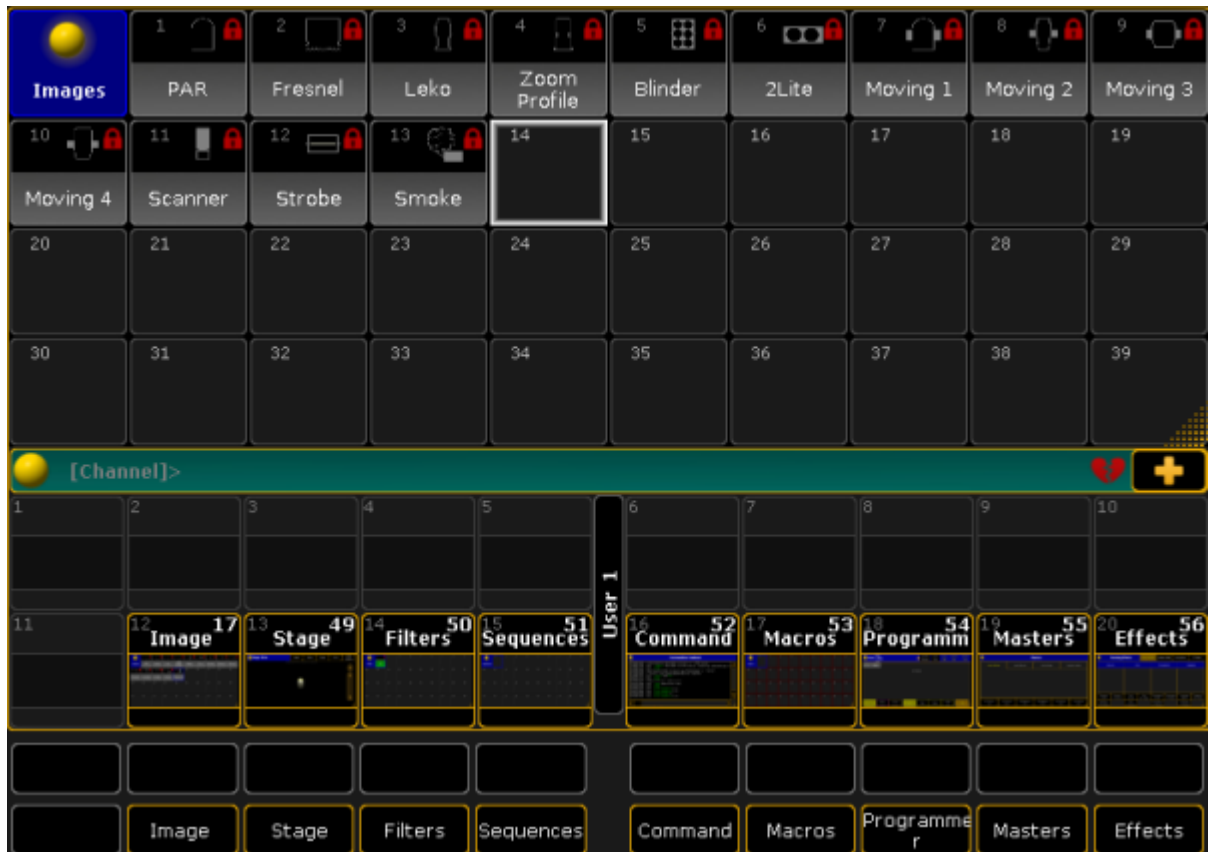 1 2 3 4 5 6 7 8 9
Images PAR Fresnel Leko Zoom Profile Blinder 2Lite Moving 1 Moving 2 Moving 3
10 11 12 13 14 15 16 17 18 19
Moving 4 Scanner Strobe Smoke
20 21 22 23 24 25 26 27 28 29
30 31 32 33 34 35 36 37 38 39
[Channel]>
1 2 3 4 5 6 7 8 9 10
User 1
11 12 17 13 49 14 50 15 51 16 52 17 53 18 54 19 55 20 56
Image Stage Filters Sequences Command Macros Programm Masters Effects
Image Stage Filters Sequences Command Macros Programmer Masters Effects